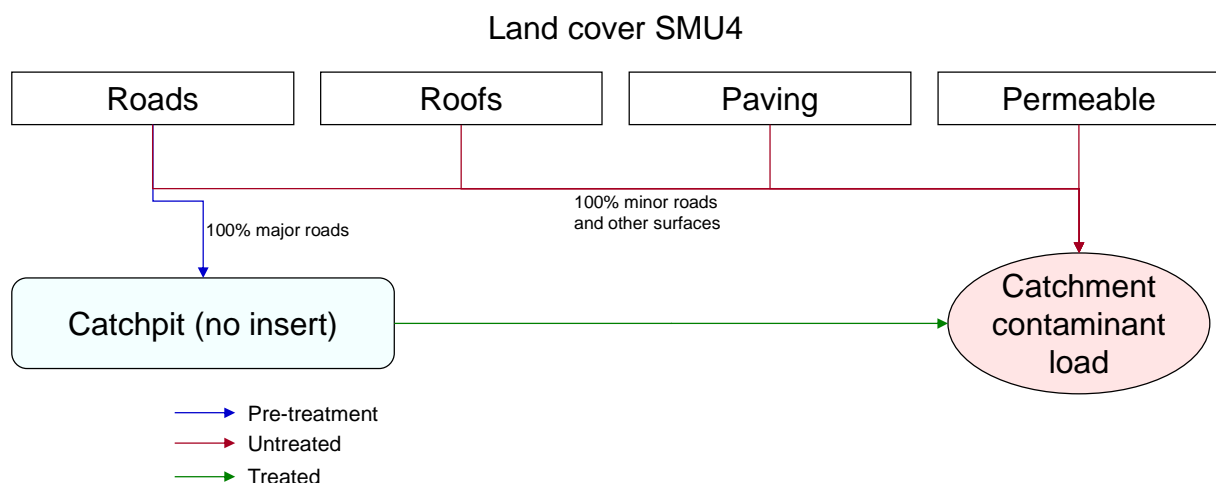 Land cover SMU4
Roads
Roofs
Paving
Permeable
100% minor roads
and other surfaces
100% major roads
Catchpit (no insert)
Catchment
contaminant
load
Pre-treatment
Untreated
Treated